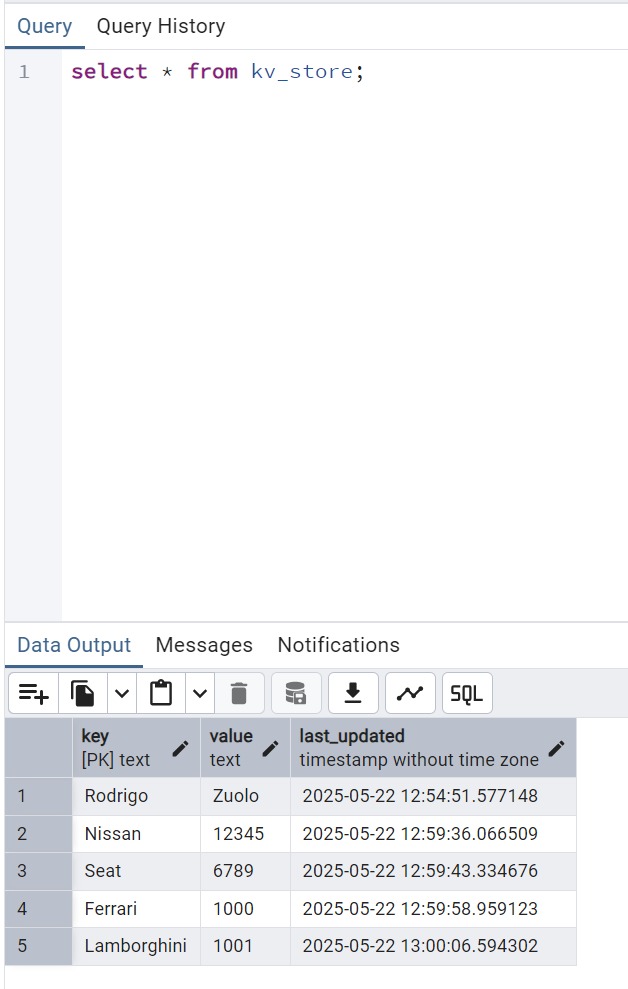 Query Query History
1 select * from kv_store;
Data Output Messages Notifications
SQL
key value last_updated
[PK] text text timestamp without time zone
1 Rodrigo Zuolo 2025-05-22 12:54:51.577148
2 Nissan 12345 2025-05-22 12:59:36.066509
3 Seat 6789 2025-05-22 12:59:43.334676
4 Ferrari 1000 2025-05-22 12:59:58.959123
5 Lamborghini 1001 2025-05-22 13:00:06.594302